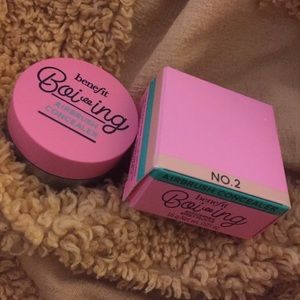 benefit
Boi-ing
AIRBRUSH
CONCEALER
NO.2
AIRBRUSH CONCEALER
benefit
Boi-ing